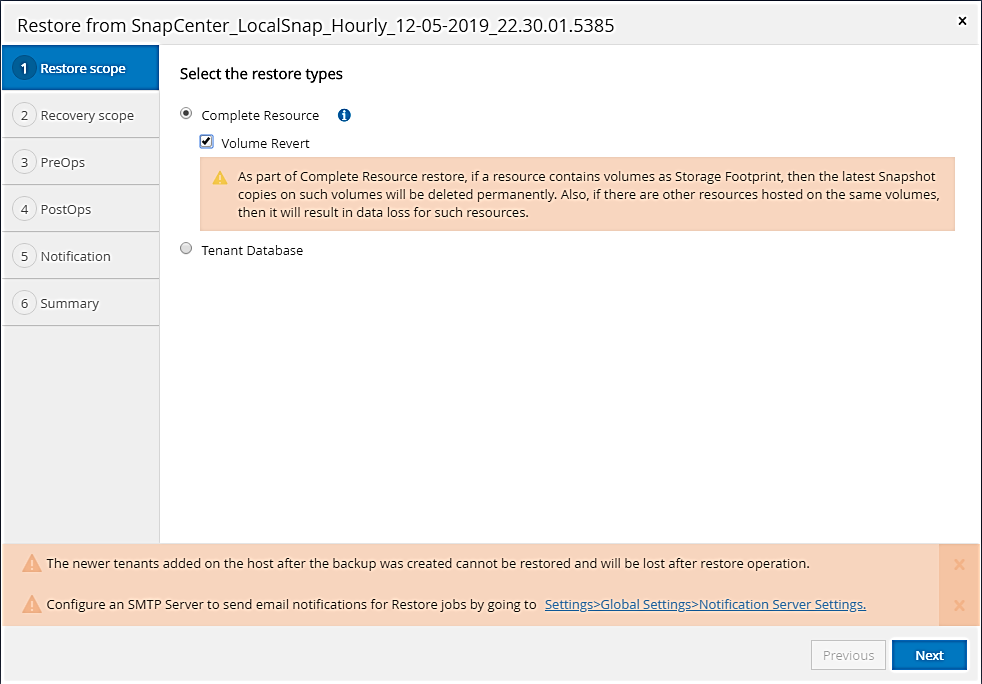 Restore from SnapCenter_LocalSnap_Hourly_12-05-2019_22.30.01.5385
×
1 Restore scope
2 Recovery scope
3 PreOps
4 PostOps
5 Notification
6 Summary
Select the restore types
Complete Resource i
Volume Revert
As part of Complete Resource restore, if a resource contains volumes as Storage Footprint, then the latest Snapshot
copies on such volumes will be deleted permanently. Also, if there are other resources hosted on the same volumes,
then it will result in data loss for such resources.
Tenant Database
The newer tenants added on the host after the backup was created cannot be restored and will be lost after restore operation.
Configure an SMTP Server to send email notifications for Restore jobs by going to Settings>Global Settings>Notification Server Settings.
Previous
Next